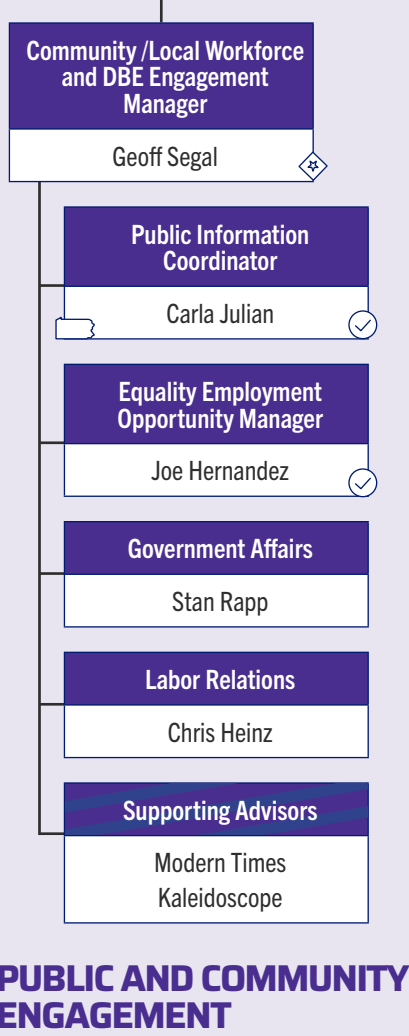 Community /Local Workforce
and DBE Engagement
Manager
Geoff Segal
Public Information
Coordinator
Carla Julian
Equality Employment
Opportunity Manager
Joe Hernandez
Government Affairs
Stan Rapp
Labor Relations
Chris Heinz
Supporting Advisors
Modern Times
Kaleidoscope
PUBLIC AND COMMUNITY
ENGAGEMENT